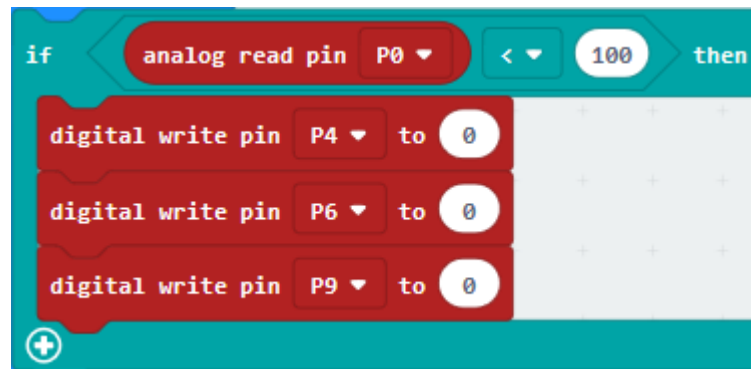 if analog read pin P0 < 100 then
digital write pin P4 to 0
digital write pin P6 to 0
digital write pin P9 to 0